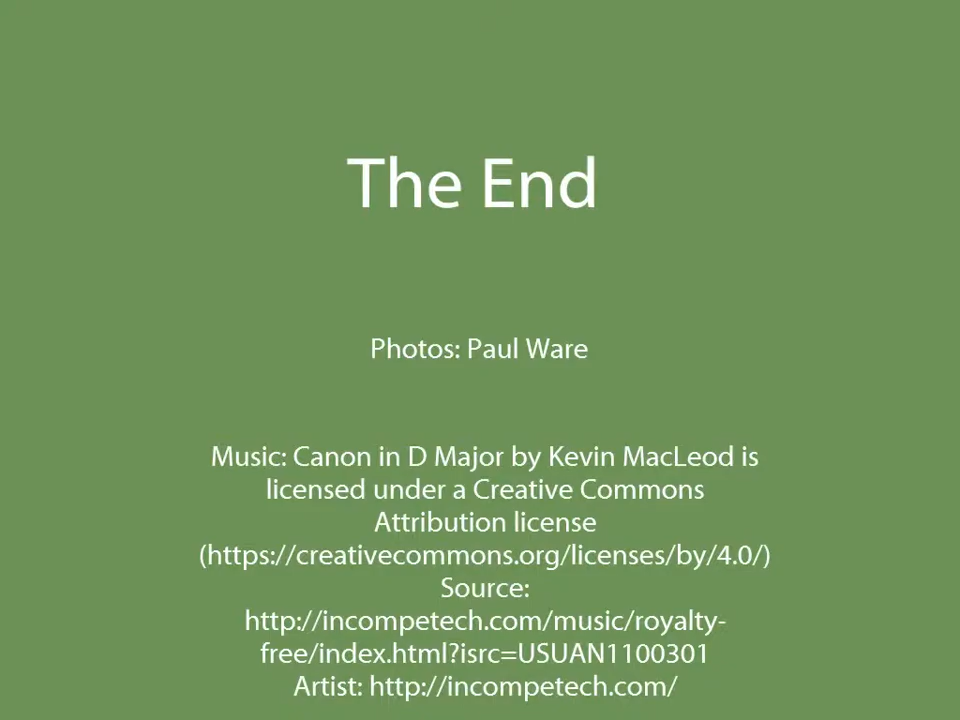 The End
Photos: Paul Ware
Music: Canon in D Major by Kevin MacLeod is
licensed under a Creative Commons
Attribution license
(https://creativecommons.org/licenses/by/4.0/)
Source:
http://incompetech.com/music/royalty-
free/index.html?isrc=USUAN1100301
Artist: http://incompetech.com/